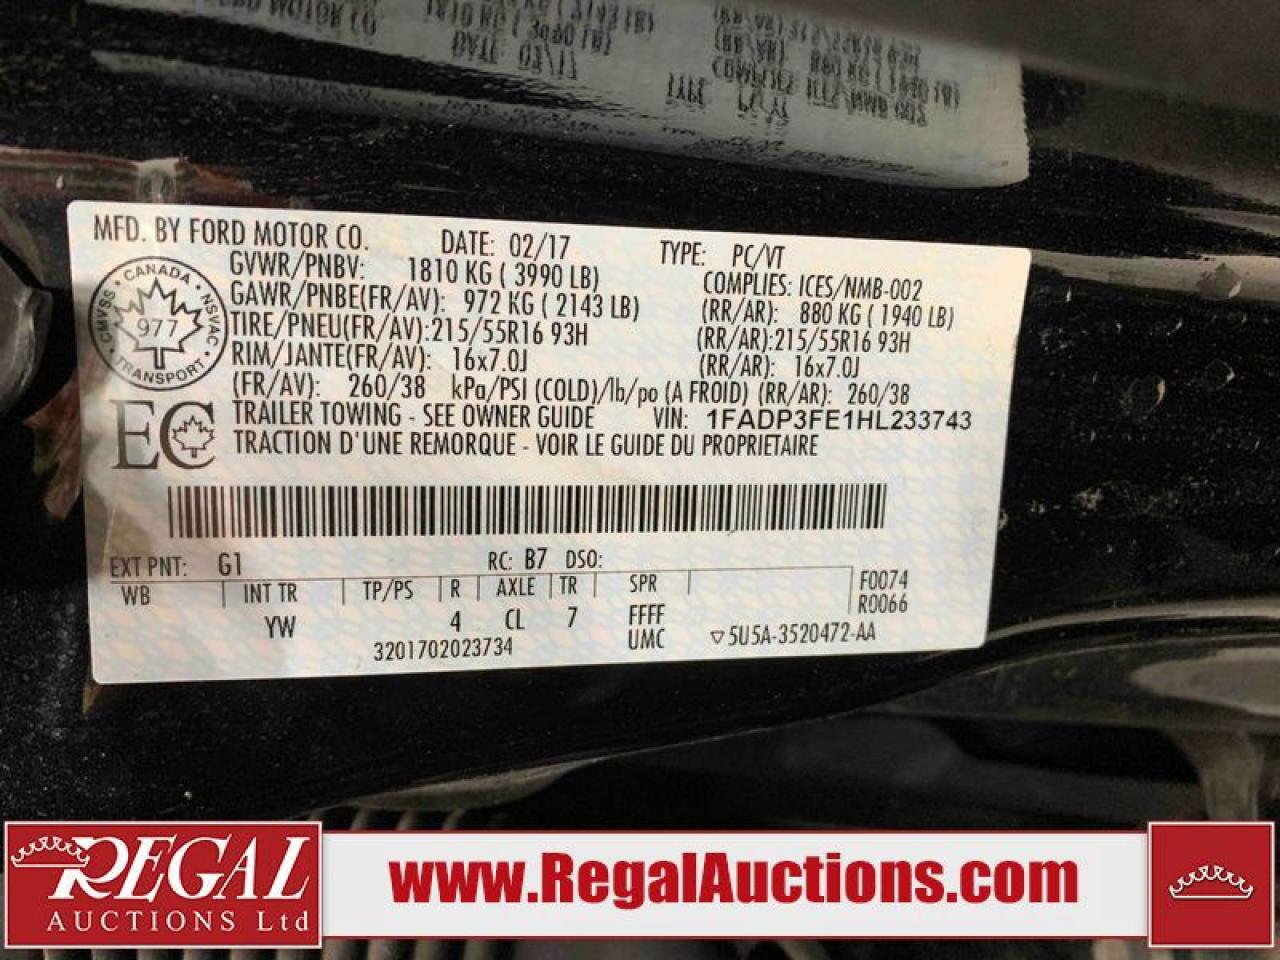 MFD. BY FORD MOTOR CO. DATE: 02/17 TYPE: PC/VT
GVWR/PNBV: 1810 KG ( 3990 LB) COMPLIES: ICES/NMB-002
GAWR/PNBE(FR/AV): 972 KG ( 2143 LB) (RR/AR): 880 KG ( 1940 LB)
TIRE/PNEU(FR/AV): 215/55R16 93H (RR/AR): 215/55R16 93H
RIM/JANTE(FR/AV): 16x7.0J (RR/AR): 16x7.0J
(FR/AV): 260/38 kPa/PSI (COLD)/lb/po (A FROID) (RR/AR): 260/38
TRAILER TOWING - SEE OWNER GUIDE VIN: 1FADP3FE1HL233743
TRACTION D'UNE REMORQUE - VOIR LE GUIDE DU PROPRIETAIRE
CANADA
CMVSS 977 NSVAC
TRANSPORT
EC
EXT PNT: G1 RC: B7 DSO:
WB INT TR TP/PS R AXLE TR SPR F0074
R0066
YW 4 CL 7 FFFF
3201702023734 UMC 5U5A-3520472-AA
REGAL
AUCTIONS Ltd
www.RegalAuctions.com